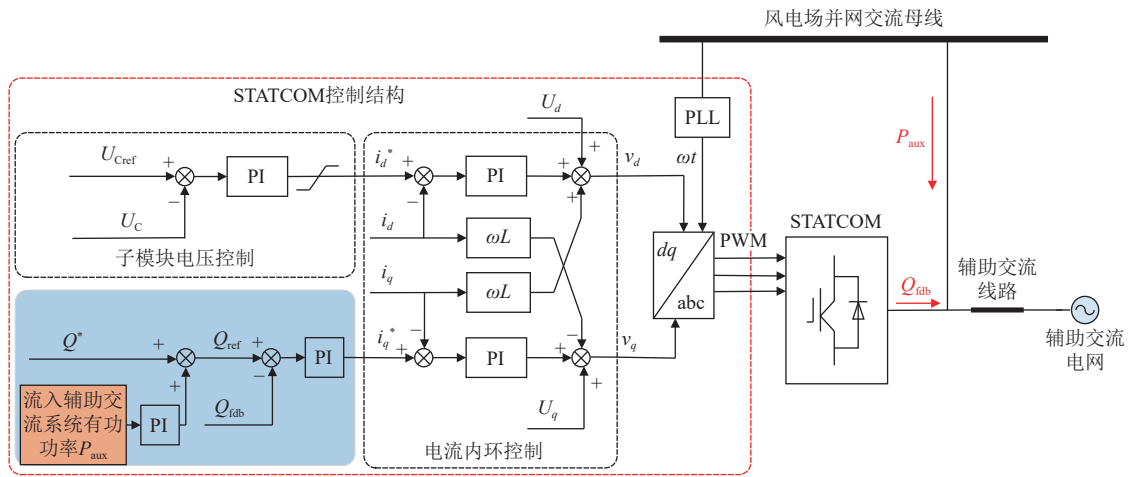 风电场并网交流母线
STATCOM控制结构
U_d
PLL
P_aux
U_Cref
+
PI
i_d*
+
PI
+
+
v_d
ωt
−
−
+
U_C
子模块电压控制
i_d
ωL
STATCOM
dq
PWM
abc
i_q
ωL
Q_fdb
辅助交流
线路
辅助交流
电网
Q*
+
Q_ref
+
PI
i_q*
−
+
PI
+
−
v_q
+
−
+
流入辅助交
流系统有功
功率P_aux
PI
Q_fdb
U_q
电流内环控制